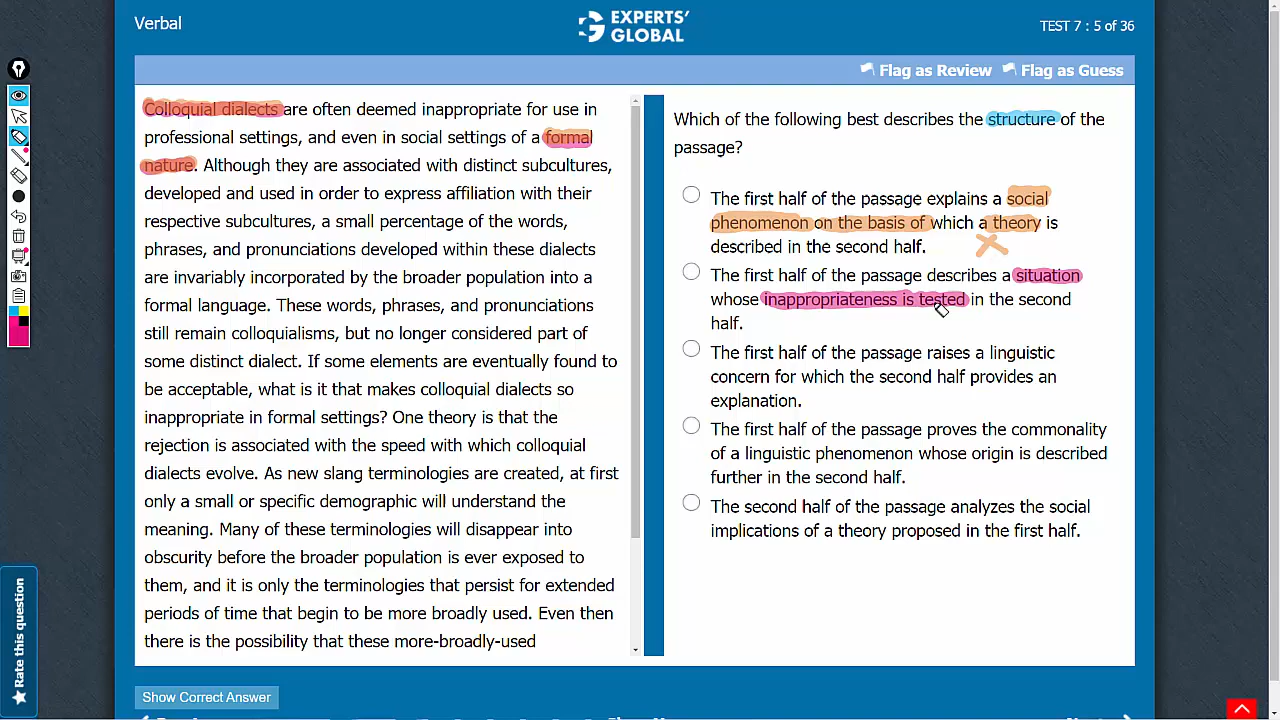 Verbal
EXPERTS'
GLOBAL
TEST 7 : 5 of 36
Flag as Review Flag as Guess
Colloquial dialects are often deemed inappropriate for use in
professional settings, and even in social settings of a formal
nature. Although they are associated with distinct subcultures,
developed and used in order to express affiliation with their
respective subcultures, a small percentage of the words,
phrases, and pronunciations developed within these dialects
are invariably incorporated by the broader population into a
formal language. These words, phrases, and pronunciations
still remain colloquialisms, but no longer considered part of
some distinct dialect. If some elements are eventually found to
be acceptable, what is it that makes colloquial dialects so
inappropriate in formal settings? One theory is that the
rejection is associated with the speed with which colloquial
dialects evolve. As new slang terminologies are created, at first
only a small or specific demographic will understand the
meaning. Many of these terminologies will disappear into
obscurity before the broader population is ever exposed to
them, and it is only the terminologies that persist for extended
periods of time that begin to be more broadly used. Even then
there is the possibility that these more-broadly-used
Which of the following best describes the structure of the
passage?
The first half of the passage explains a social
phenomenon on the basis of which a theory is
described in the second half.
The first half of the passage describes a situation
whose inappropriateness is tested in the second
half.
The first half of the passage raises a linguistic
concern for which the second half provides an
explanation.
The first half of the passage proves the commonality
of a linguistic phenomenon whose origin is described
further in the second half.
The second half of the passage analyzes the social
implications of a theory proposed in the first half.
Rate this question
Show Correct Answer